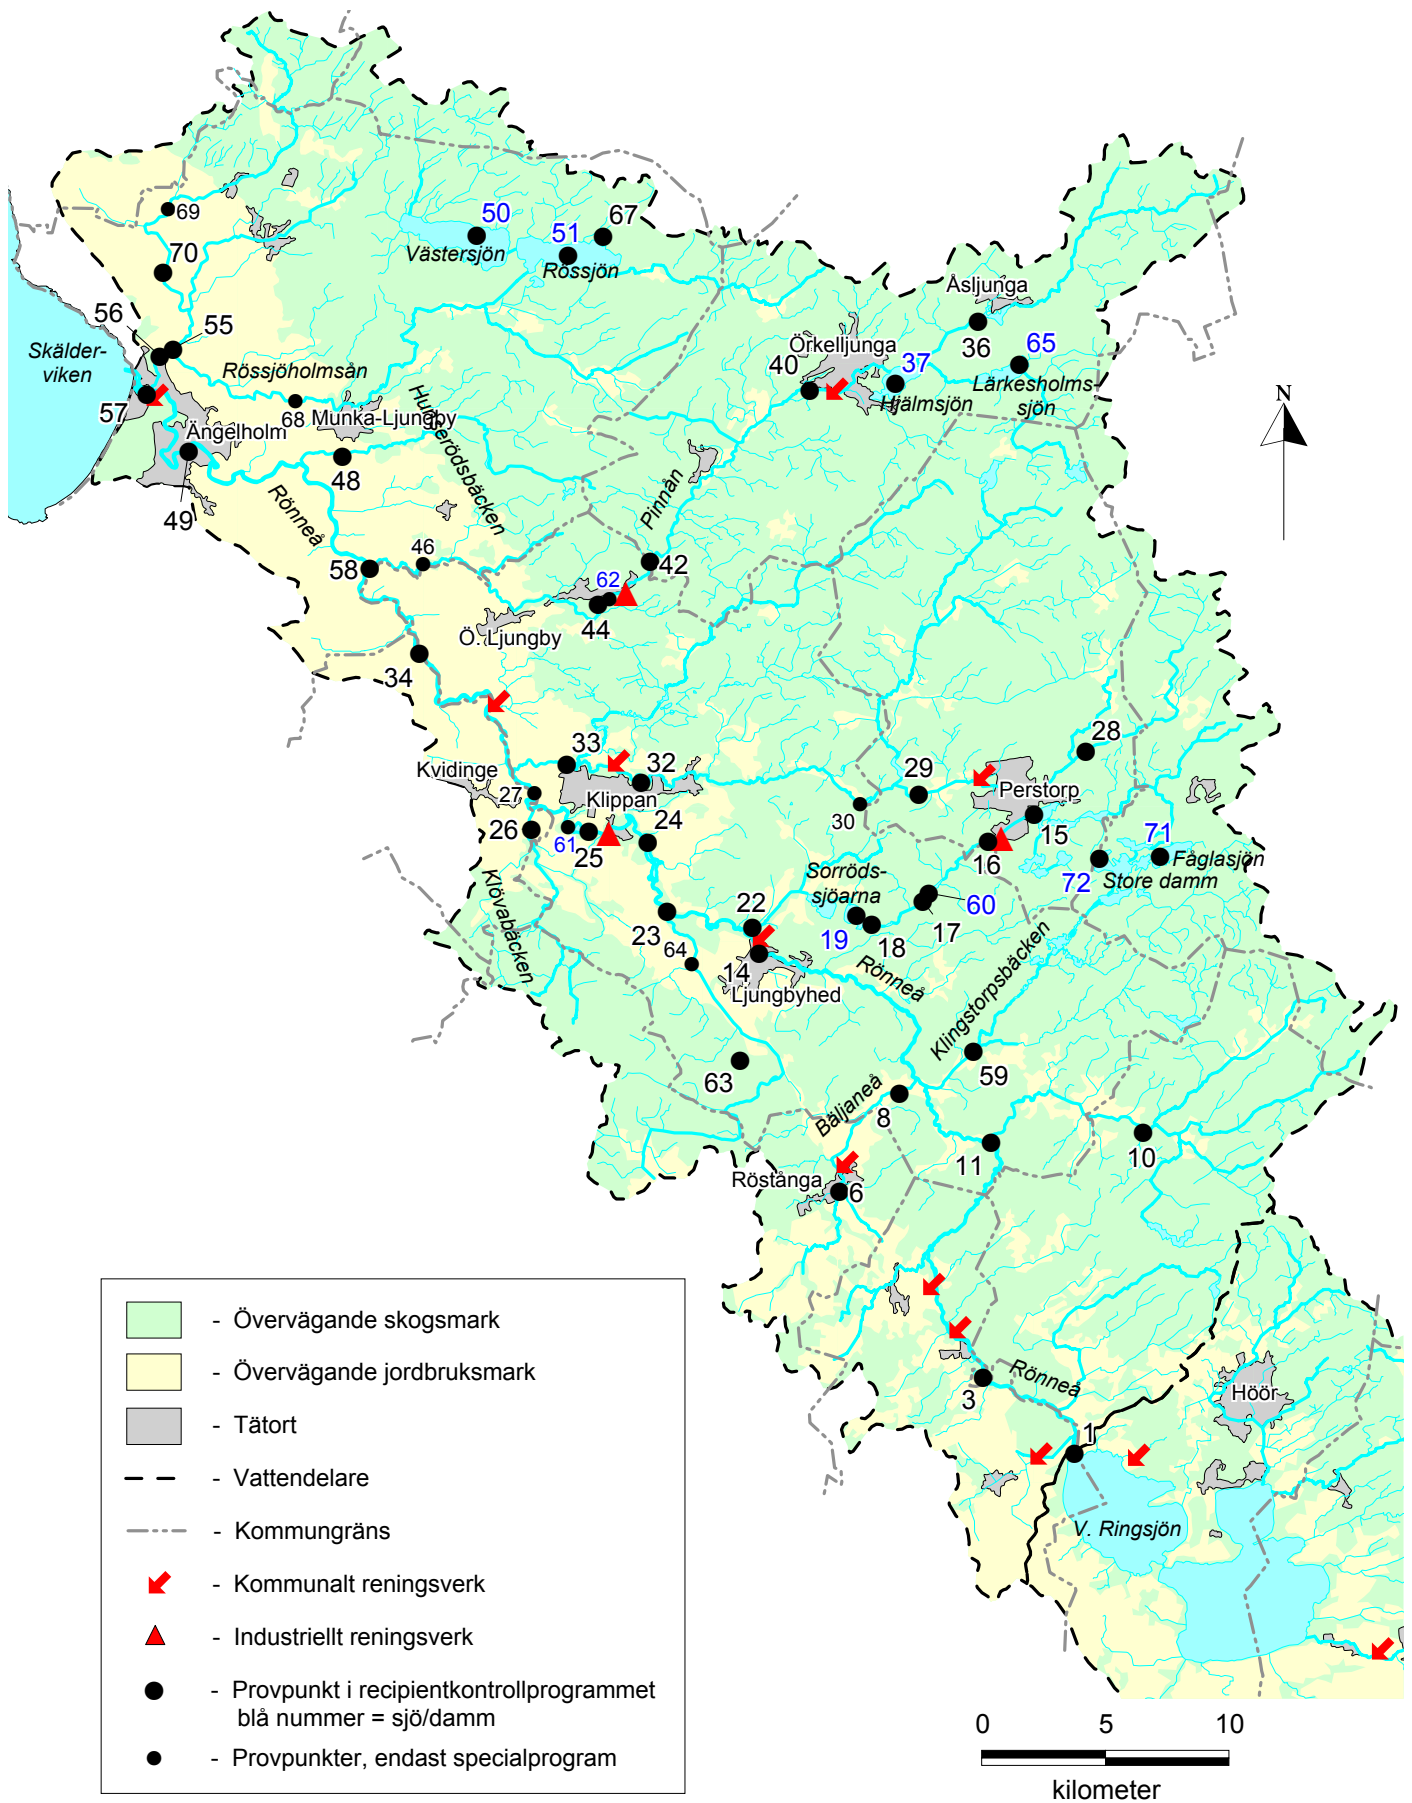 69
50
67
51
Västersjön
Rössjön
70
Åsljunga
56
55
36
65
Skälder-
viken
Örkelljunga
40
37
Rössjöholmsån
Lärkesholms-
sjön
Hjälmsjön
57
68
Munka-Ljungby
Ängelholm
N
48
49
Rönneå
Pinnån
46
42
58
62
44
Ö. Ljungby
34
28
33
32
29
Kvidinge
Perstorp
27
Klippan
30
15
24
26
61
25
16
71
Fåglasjön
Sorröds-
sjöarna
72
Store damm
Klövabäcken
22
60
23
19
18
17
64
14
Rönneå
Ljungbyhed
Klingstorpsbäcken
63
59
Bäljaneå
8
11
10
Röstånga
6
Rönneå
3
Höör
1
V. Ringsjön
- Övervägande skogsmark
- Övervägande jordbruksmark
- Tätort
- Vattendelare
- Kommungräns
- Kommunalt reningsverk
- Industriellt reningsverk
- Provpunkt i recipientkontrollprogrammet
blå nummer = sjö/damm
- Provpunkter, endast specialprogram
0 5 10
kilometer